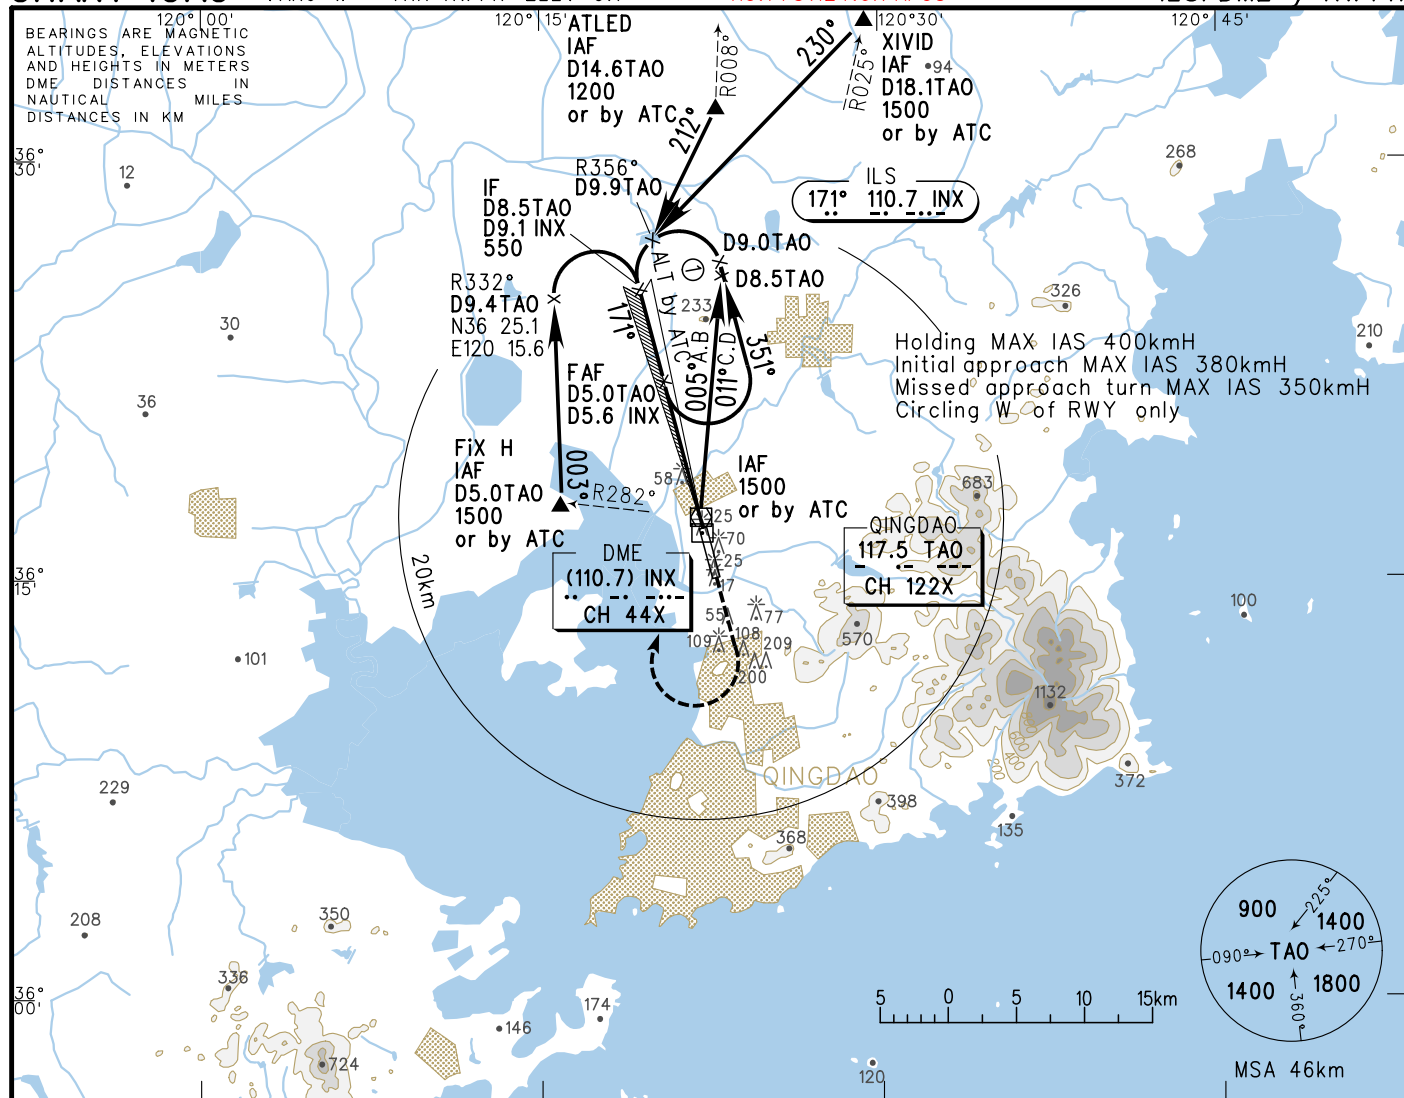 120° 00'
120° 15'
120° 30'
120° 45'
BEARINGS ARE MAGNETIC
ALTITUDES, ELEVATIONS
AND HEIGHTS IN METERS
DME DISTANCES IN
NAUTICAL MILES
DISTANCES IN KM
ATLED
IAF
D14.6TAO
1200
or by ATC
R008°
230°
R025°
XIVID
IAF
D18.1TAO
1500
or by ATC
94
212°
36°
30'
12
268
R356°
D9.9TAO
IF
D8.5TAO
D9.1 INX
550
ILS
171° 110.7 INX
D9.0TAO
D8.5TAO
1
ALT by ATC
R332°
D9.4TAO
N36 25.1
E120 15.6
171°
233
326
210
30
36
351°
005°A.B
011°C.D
Holding MAX IAS 400kmH
Initial approach MAX IAS 380kmH
Missed approach turn MAX IAS 350kmH
Circling W of RWY only
FAF
D5.0TAO
D5.6 INX
FiX H
IAF
D5.0TAO
1500
or by ATC
003°
R282°
58
IAF
1500
or by ATC
683
25
70
25
17
QINGDAO
117.5 TAO
CH 122X
DME
(110.7) INX
CH 44X
36°
15'
20km
55
77
109
108
209
200
570
100
101
1132
800
600
400
200
QINGDAO
372
229
398
135
368
208
350
336
36°
00'
174
146
724
120
5 0 5 10 15km
900
225°
1400
090°
TAO
270°
1400
1800
360°
MSA 46km